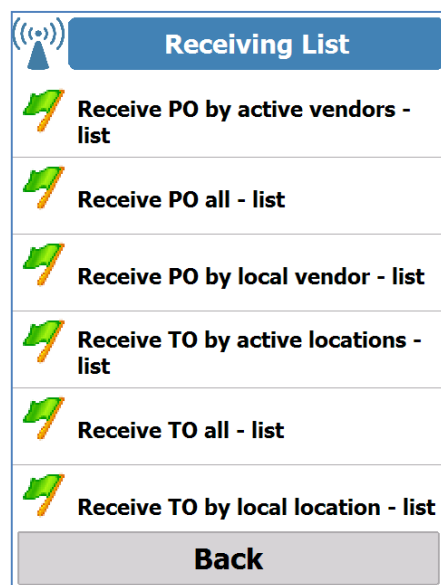 Receiving List
Receive PO by active vendors -
list
Receive PO all - list
Receive PO by local vendor - list
Receive TO by active locations -
list
Receive TO all - list
Receive TO by local location - list
Back